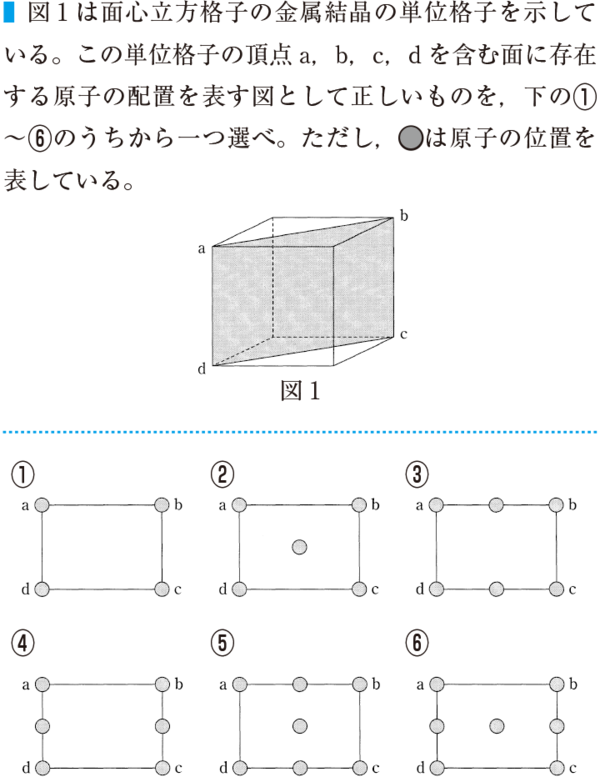 図1は面心立方格子の金属結晶の単位格子を示して
いる。この単位格子の頂点a，b，c，dを含む面に存在
する原子の配置を表す図として正しいものを，下の①
～⑥のうちから一つ選べ。ただし，●は原子の位置を
表している。
a
b
c
d
図1
① ② ③
a b a b a b
d c d c d c
④ ⑤ ⑥
a b a b a b
d c d c d c